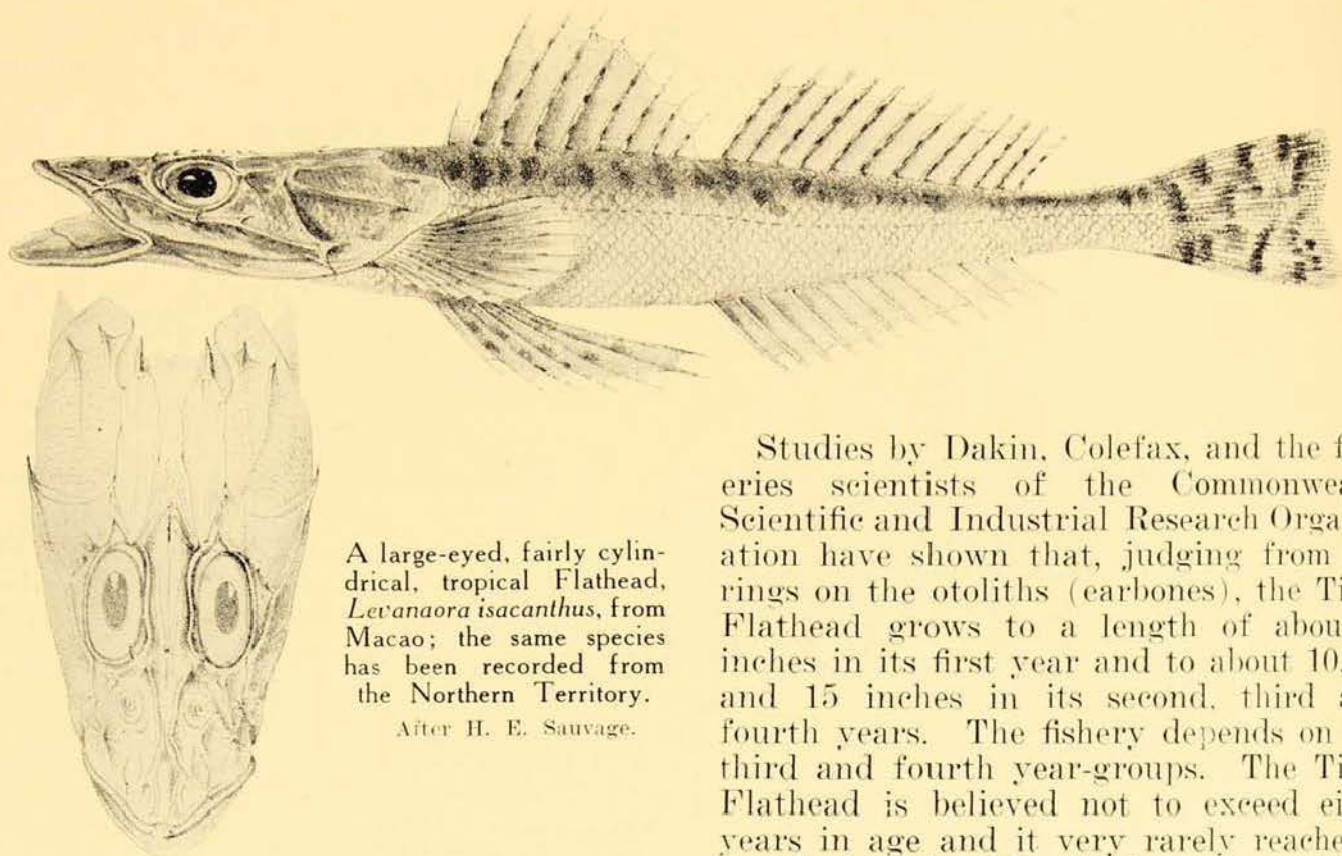 A large-eyed, fairly cylin-
drical, tropical Flathead,
Levanaora isacanthus, from
Macao; the same species
has been recorded from
the Northern Territory.
After H. E. Sauvage.
Studies by Dakin, Colefax, and the
eries scientists of the
Scientific and Industrial Research
ation have shown that, judging from
rings on the otoliths (earbones), the
Flathead grows to a length of
inches in its first year and to about
and 15 inches in its second, third
fourth years. The fishery depends on
third and fourth year-groups. The
Flathead is believed not to exceed
years in age and it very rarely